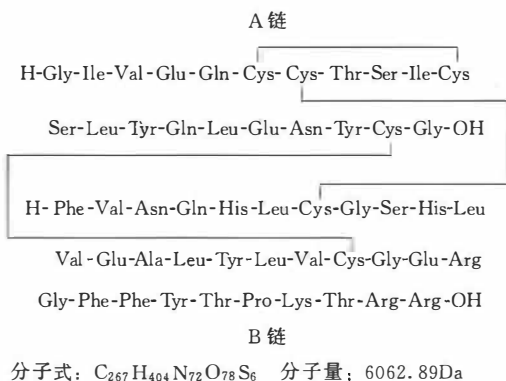 A 链
H-Gly-Ile-Val-Glu-Gln-Cys-Cys-Thr-Ser-Ile-Cys
Ser-Leu-Tyr-Gln-Leu-Glu-Asn-Tyr-Cys-Gly-OH
H-Phe-Val-Asn-Gln-His-Leu-Cys-Gly-Ser-His-Leu
Val-Glu-Ala-Leu-Tyr-Leu-Val-Cys-Gly-Glu-Arg
Gly-Phe-Phe-Tyr-Thr-Pro-Lys-Thr-Arg-Arg-OH
B 链
分子式：C₂₆₇H₄₀₄N₇₂O₇₈S₆ 分子量：6062.89Da